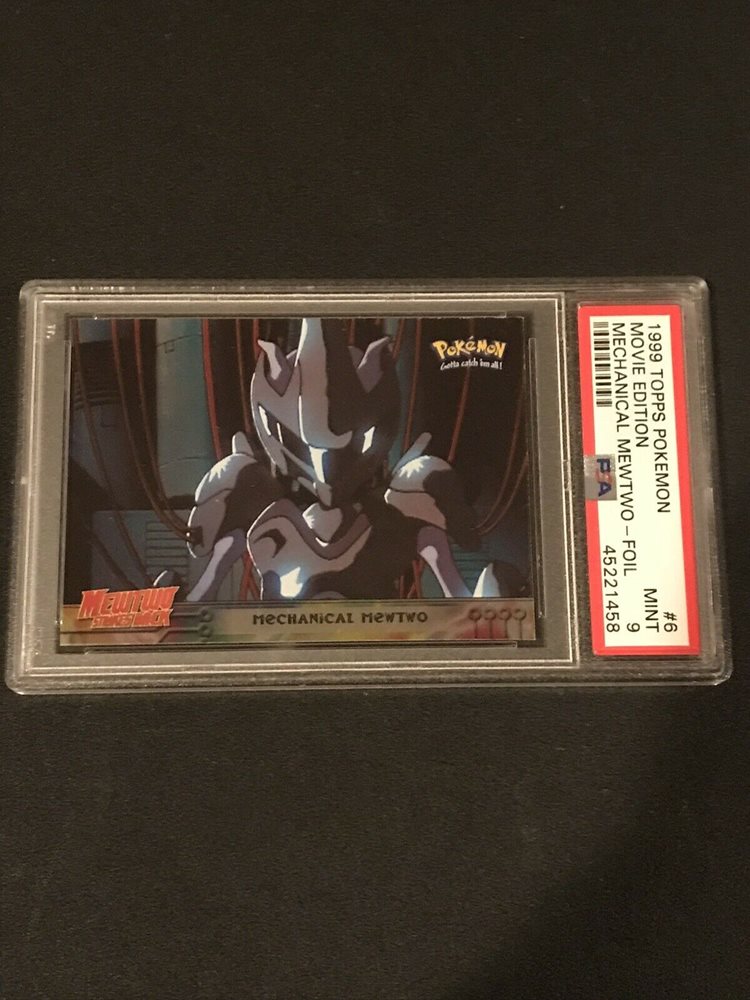 POKéMON
Gotta catch 'em all!
MEWTWO
STRIKES BACK
MECHANICAL MEWTWO
1999 TOPPS POKEMON #6
MOVIE EDITION MINT
MECHANICAL MEWTWO-FOIL 9
PSA 45221458